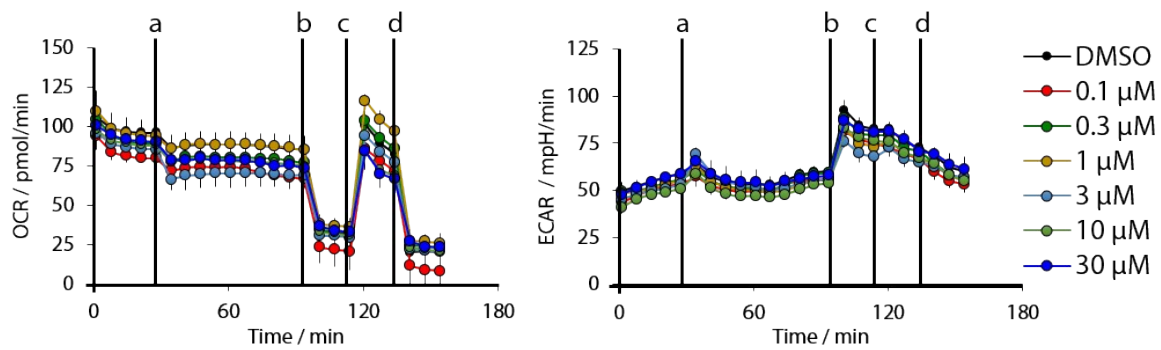 a b c d
150
125
100
75
50
25
0
OCR / pmol/min
0 60 120 180
Time / min
a b c d
125
100
75
50
25
0
ECAR / mpH/min
0 60 120 180
Time / min
DMSO
0.1 µM
0.3 µM
1 µM
3 µM
10 µM
30 µM